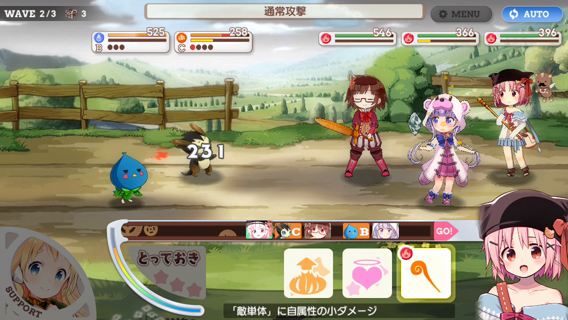 WAVE 2/3 3
通常攻撃
MENU
AUTO
525
B
258
C
546
366
396
231
C
B
GO!
とっておき
SUPPORT
「敵単体」に自属性の小ダメージ